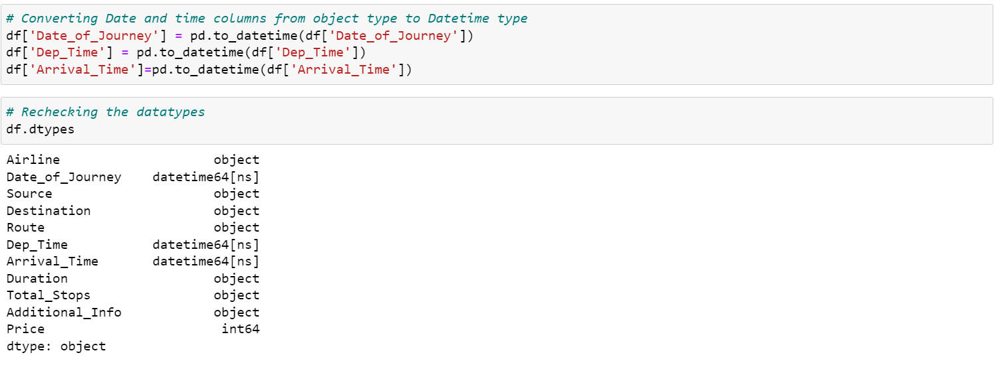 # Converting Date and time columns from object type to Datetime type
df['Date_of_Journey'] = pd.to_datetime(df['Date_of_Journey'])
df['Dep_Time'] = pd.to_datetime(df['Dep_Time'])
df['Arrival_Time']=pd.to_datetime(df['Arrival_Time'])
# Rechecking the datatypes
df.dtypes
Airline                    object
Date_of_Journey    datetime64[ns]
Source                     object
Destination                object
Route                      object
Dep_Time           datetime64[ns]
Arrival_Time       datetime64[ns]
Duration                   object
Total_Stops                object
Additional_Info            object
Price                       int64
dtype: object